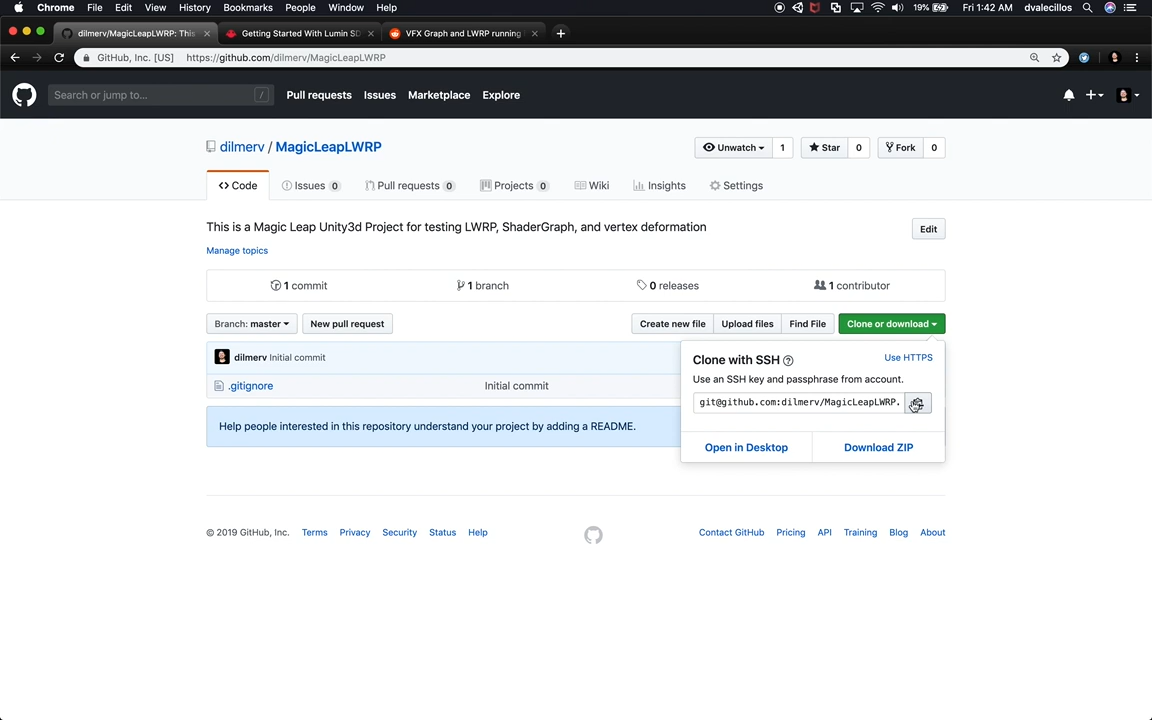 Chrome File Edit View History Bookmarks People Window Help 19% Fri 1:42 AM dvalecillos
dilmerv/MagicLeapLWRP: This Getting Started With Lumin SD VFX Graph and LWRP running
GitHub, Inc. [US] https://github.com/dilmerv/MagicLeapLWRP
Search or jump to... / Pull requests Issues Marketplace Explore
dilmerv / MagicLeapLWRP Unwatch 1 Star 0 Fork 0
Code Issues 0 Pull requests 0 Projects 0 Wiki Insights Settings
This is a Magic Leap Unity3d Project for testing LWRP, ShaderGraph, and vertex deformation Edit
Manage topics
1 commit 1 branch 0 releases 1 contributor
Branch: master New pull request Create new file Upload files Find File Clone or download
dilmerv Initial commit
.gitignore Initial commit
Help people interested in this repository understand your project by adding a README.
Clone with SSH ? Use HTTPS
Use an SSH key and passphrase from account.
git@github.com:dilmerv/MagicLeapLWRP.
Open in Desktop Download ZIP
© 2019 GitHub, Inc. Terms Privacy Security Status Help Contact GitHub Pricing API Training Blog About